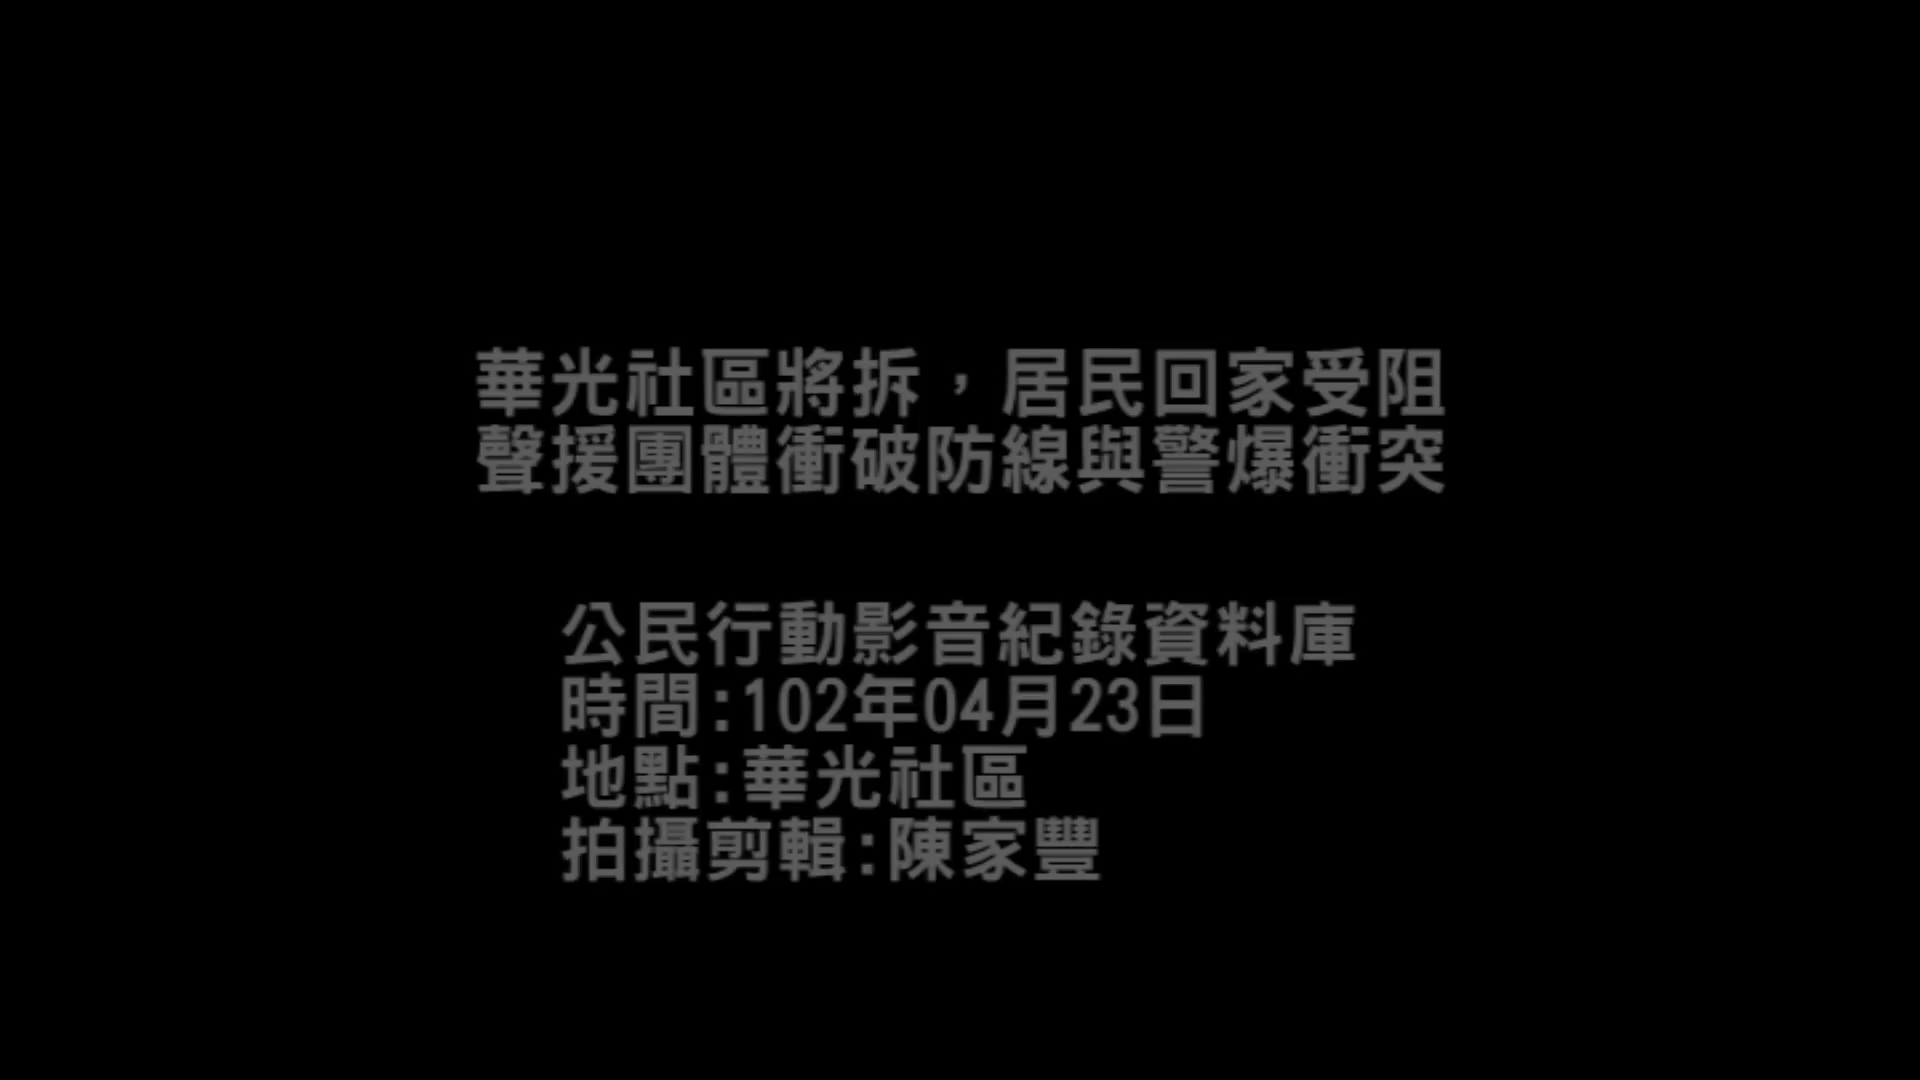 華光社區將拆，居民回家受阻
聲援團體衝破防線與警爆衝突
公民行動影音紀錄資料庫
時間:102年04月23日
地點:華光社區
拍攝剪輯:陳家豐